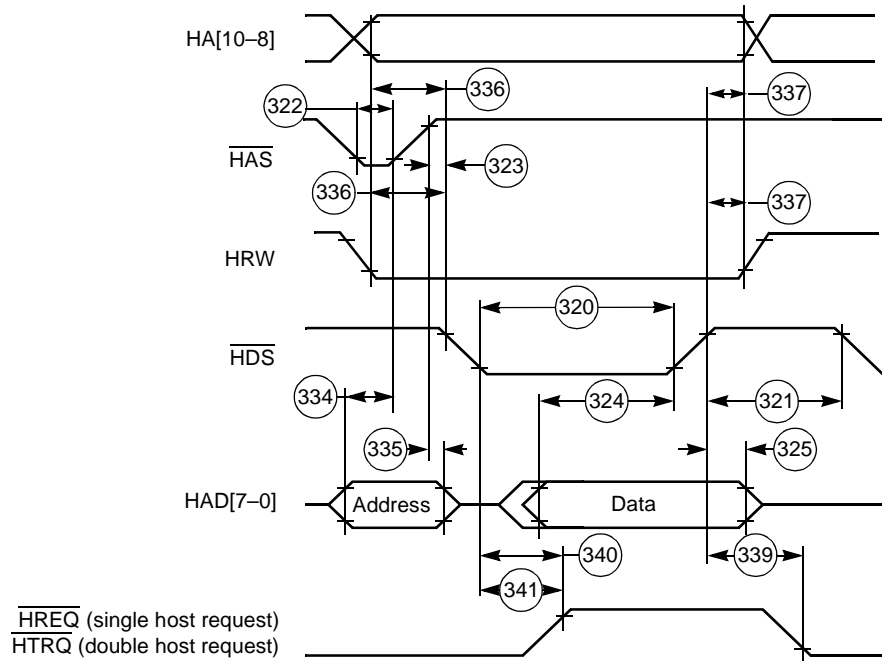 HA[10–8]
336
337
322
HAS
323
336
337
HRW
320
HDS
334
324
321
335
325
HAD[7–0]
Address
Data
340
339
341
HREQ (single host request)
HTRQ (double host request)